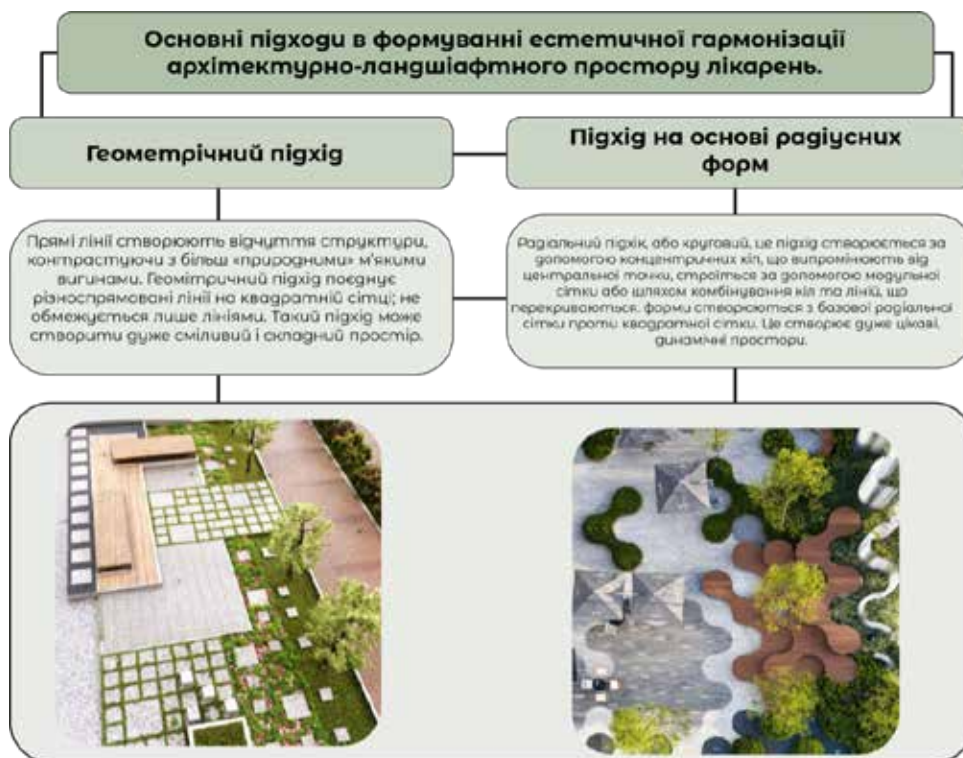 Основні підходи в формуванні естетичної гармонізації
архітектурно-ландшіафтного простору лікарень.
Геометрічний підхід
Підхід на основі радіусних
форм
Прямі лінії створюють відчуття структури,
контрастуючи з більш «природними» м'якими
вигинами. Геомітричний підхід поєднує
різноспрямовані лінії на квадратній сітці; не
обмежується лише лініями. Такий підхід може
створити дуже сміливий і складний простір.
Радіальний підхік, або круговий, це підхід створюється за
допомогою концентричних кіл, що випромінюють від
центральної точки, строїться за допомогою модульної
сітки або шляхом комбінування кіл та ліній, що
перекриваються. форми створюються з базової радіальної
сітки проти квадратної сітки. Це створює дуже цікаві,
динамічні простори.